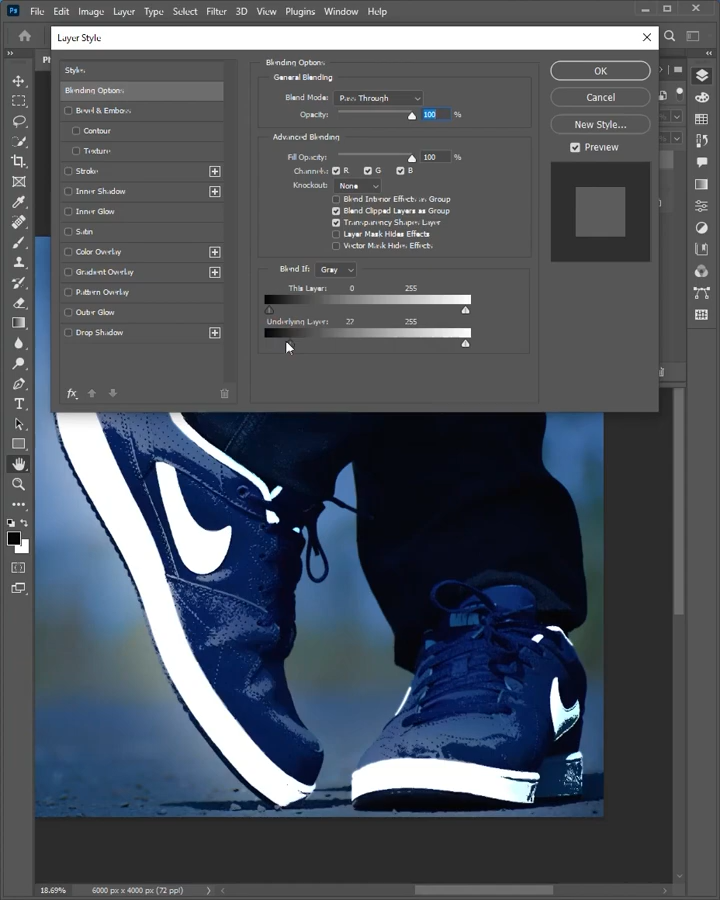 Ps File Edit Image Layer Type Select Filter 3D View Plugins Window Help
Layer Style
Styles
Blending Options
Bevel & Emboss
Contour
Texture
Stroke
Inner Shadow
Inner Glow
Satin
Color Overlay
Gradient Overlay
Pattern Overlay
Outer Glow
Drop Shadow
fx
Blending Options
General Blending
Blend Mode: Pass Through
Opacity: 100 %
Advanced Blending
Fill Opacity: 100 %
Channels: R G B
Knockout: None
Blend Interior Effects as Group
Blend Clipped Layers as Group
Transparency Shapes Layer
Layer Mask Hides Effects
Vector Mask Hides Effects
Blend If: Gray
This Layer: 0 255
Underlying Layer: 27 255
OK
Cancel
New Style...
Preview
18.69% 6000 px x 4000 px (72 ppi)